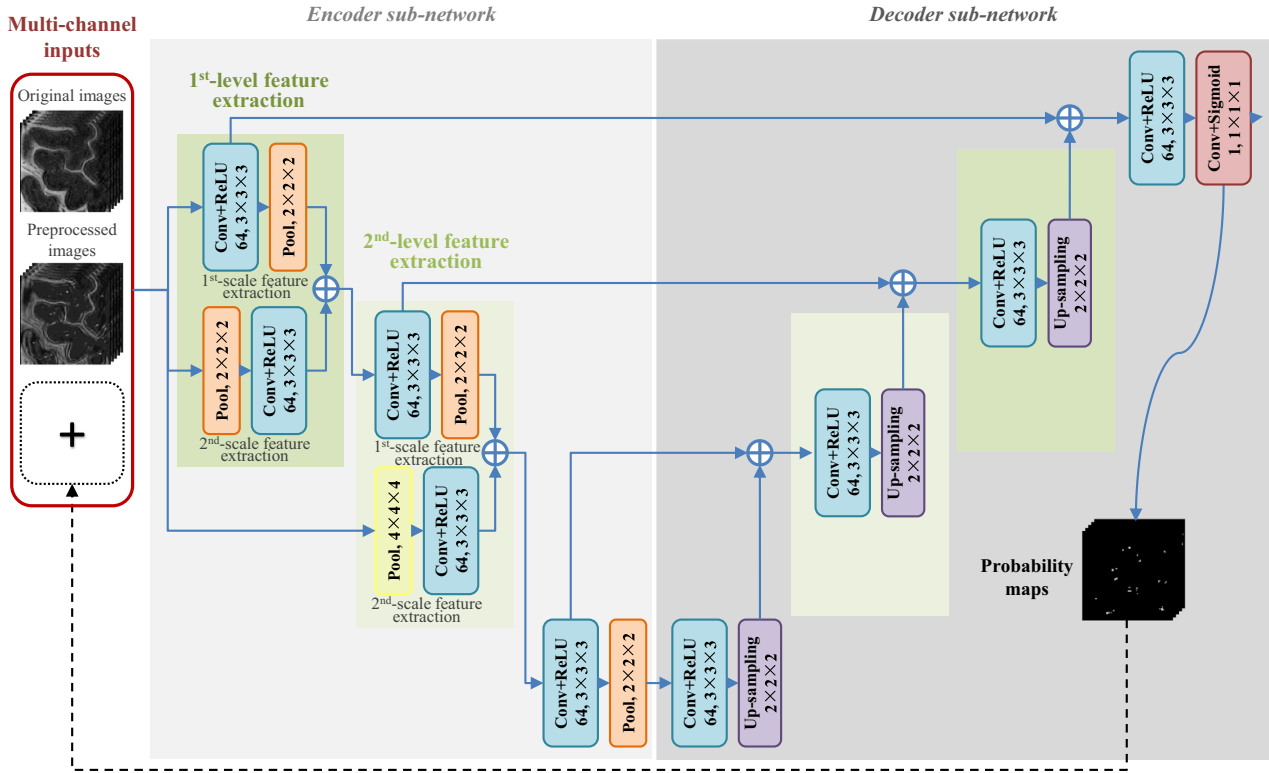 Encoder sub-network
Decoder sub-network
Multi-channel
inputs
Original images
Preprocessed
images
+
1st-level feature
extraction
Conv+ReLU
64, 3×3×3
Pool, 2×2×2
1st-scale feature
extraction
Pool, 2×2×2
Conv+ReLU
64, 3×3×3
2nd-scale feature
extraction
2nd-level feature
extraction
Conv+ReLU
64, 3×3×3
Pool, 2×2×2
1st-scale feature
extraction
Pool, 4×4×4
Conv+ReLU
64, 3×3×3
2nd-scale feature
extraction
Conv+ReLU
64, 3×3×3
Pool, 2×2×2
Conv+ReLU
64, 3×3×3
Up-sampling
2×2×2
Conv+ReLU
64, 3×3×3
Up-sampling
2×2×2
Conv+ReLU
64, 3×3×3
Up-sampling
2×2×2
Conv+ReLU
64, 3×3×3
Conv+Sigmoid
1, 1×1×1
Probability
maps